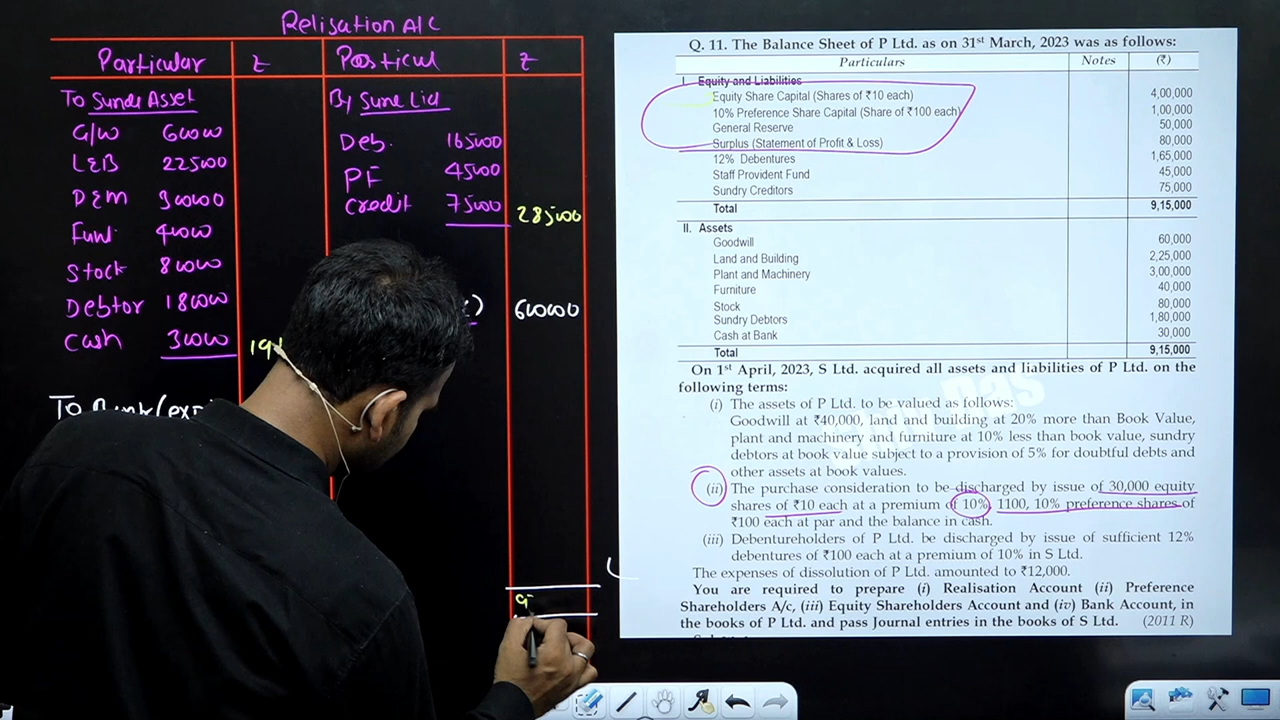 Relisation A/C
Particular ₹ Particul ₹
To Sunde Asset By Sune Lia
G/W 60000
L&B 225000 Deb. 165000
P&M 300000 PF 45000
Furn. 40000 Credit 75000 285000
Stock 80000
Debtor 180000 600000
Cash 30000
To Bank (exp
Q. 11. The Balance Sheet of P Ltd. as on 31st March, 2023 was as follows:
Particulars Notes (₹)
I. Equity and Liabilities
Equity Share Capital (Shares of ₹10 each) 4,00,000
10% Preference Share Capital (Share of ₹100 each) 1,00,000
General Reserve 50,000
Surplus (Statement of Profit & Loss) 80,000
12% Debentures 1,65,000
Staff Provident Fund 45,000
Sundry Creditors 75,000
Total 9,15,000
II. Assets
Goodwill 60,000
Land and Building 2,25,000
Plant and Machinery 3,00,000
Furniture 40,000
Stock 80,000
Sundry Debtors 1,80,000
Cash at Bank 30,000
Total 9,15,000
On 1st April, 2023, S Ltd. acquired all assets and liabilities of P Ltd. on the
following terms:
(i) The assets of P Ltd. to be valued as follows:
Goodwill at ₹40,000, land and building at 20% more than Book Value,
plant and machinery and furniture at 10% less than book value, sundry
debtors at book value subject to a provision of 5% for doubtful debts and
other assets at book values.
(ii) The purchase consideration to be discharged by issue of 30,000 equity
shares of ₹10 each at a premium of 10%, 1100, 10% preference shares of
₹100 each at par and the balance in cash.
(iii) Debentureholders of P Ltd. be discharged by issue of sufficient 12%
debentures of ₹100 each at a premium of 10% in S Ltd.
The expenses of dissolution of P Ltd. amounted to ₹12,000.
You are required to prepare (i) Realisation Account (ii) Preference
Shareholders A/c, (iii) Equity Shareholders Account and (iv) Bank Account, in
the books of P Ltd. and pass Journal entries in the books of S Ltd. (2011 R)